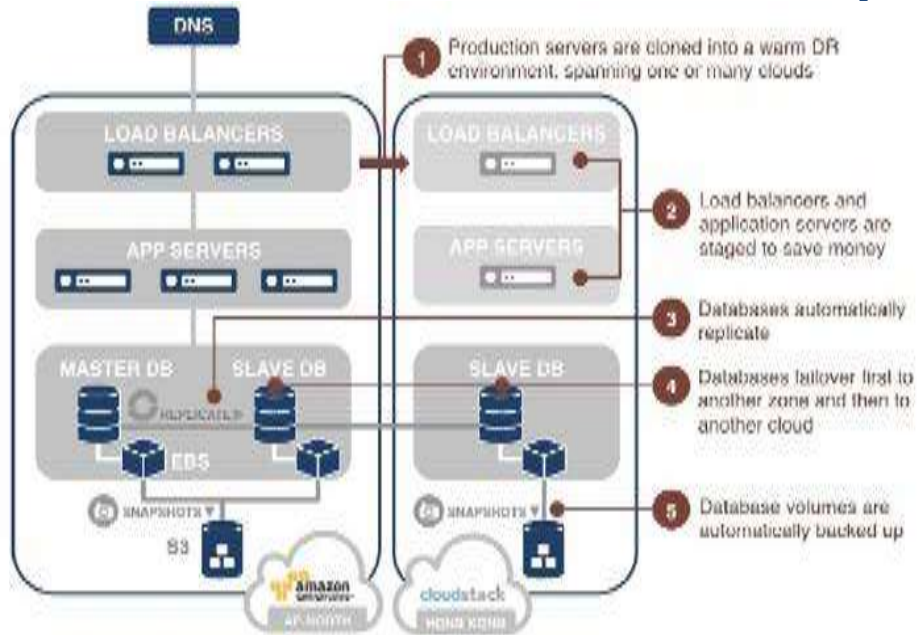 DNS
1
Production servers are cloned into a warm DR
environment, spanning one or many clouds
LOAD BALANCERS
LOAD BALANCERS
2
Load balancers and
application servers are
staged to save money
APP SERVERS
APP SERVERS
3
Databases automatically
replicate
MASTER DB
SLAVE DB
SLAVE DB
REPLICATE
4
Databases failover first to
another zone and then to
another cloud
EBS
SNAPSHOTS
SNAPSHOTS
5
Database volumes are
automatically backed up
S3
amazon
cloudstack
HONG KONG